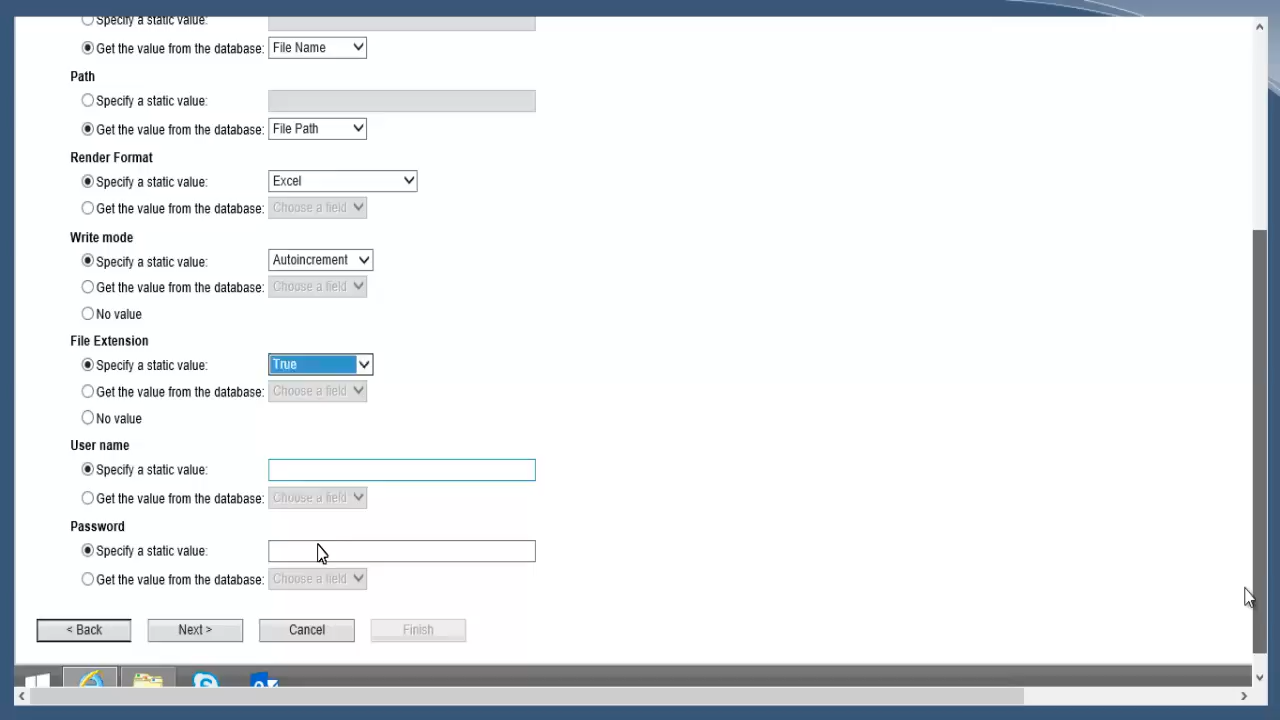 Specify a static value:
Get the value from the database: File Name
Path
Specify a static value:
Get the value from the database: File Path
Render Format
Specify a static value: Excel
Get the value from the database: Choose a field
Write mode
Specify a static value: Autoincrement
Get the value from the database: Choose a field
No value
File Extension
Specify a static value: True
Get the value from the database: Choose a field
No value
User name
Specify a static value:
Get the value from the database: Choose a field
Password
Specify a static value:
Get the value from the database: Choose a field
< Back Next > Cancel Finish